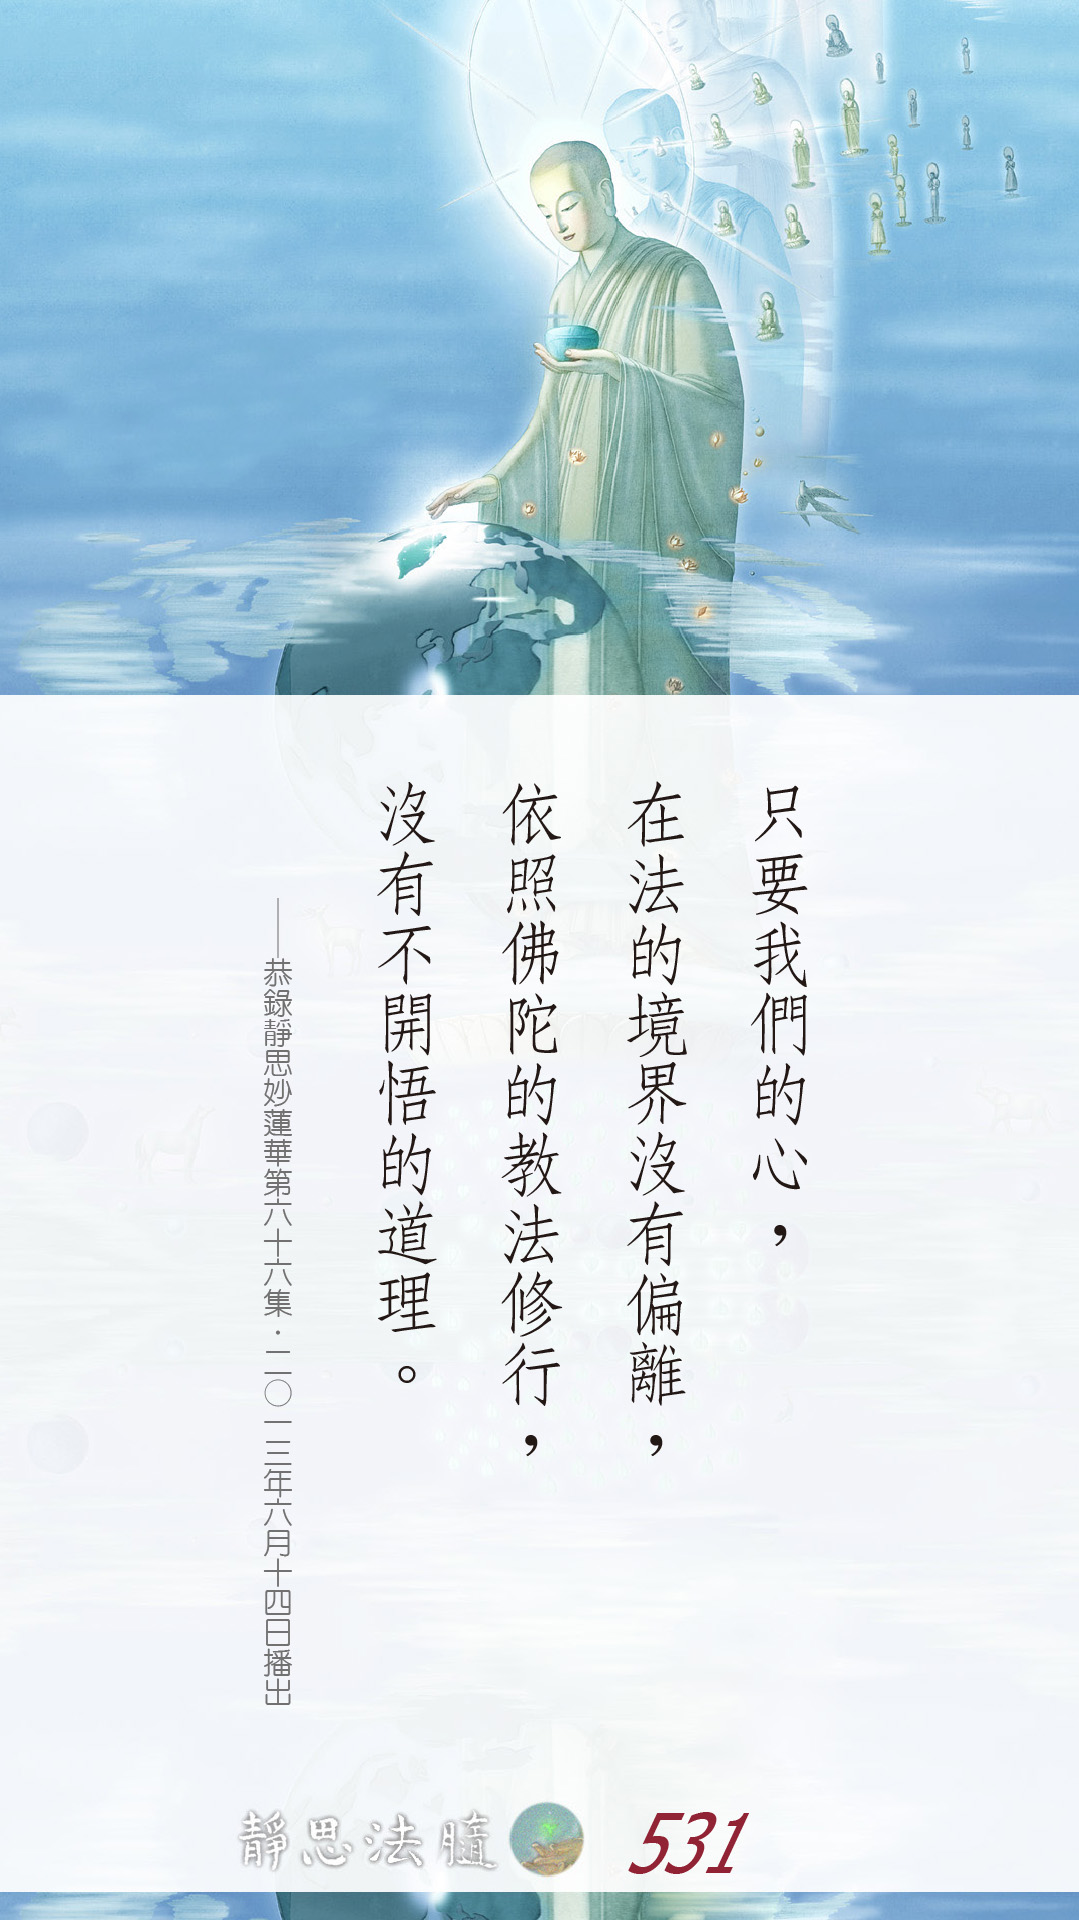 只要我們的心，
在法的境界沒有偏離，
依照佛陀的教法修行，
沒有不開悟的道理。
——恭錄靜思妙蓮華第六十六集．二〇一三年六月十四日播出
靜思法髓
531